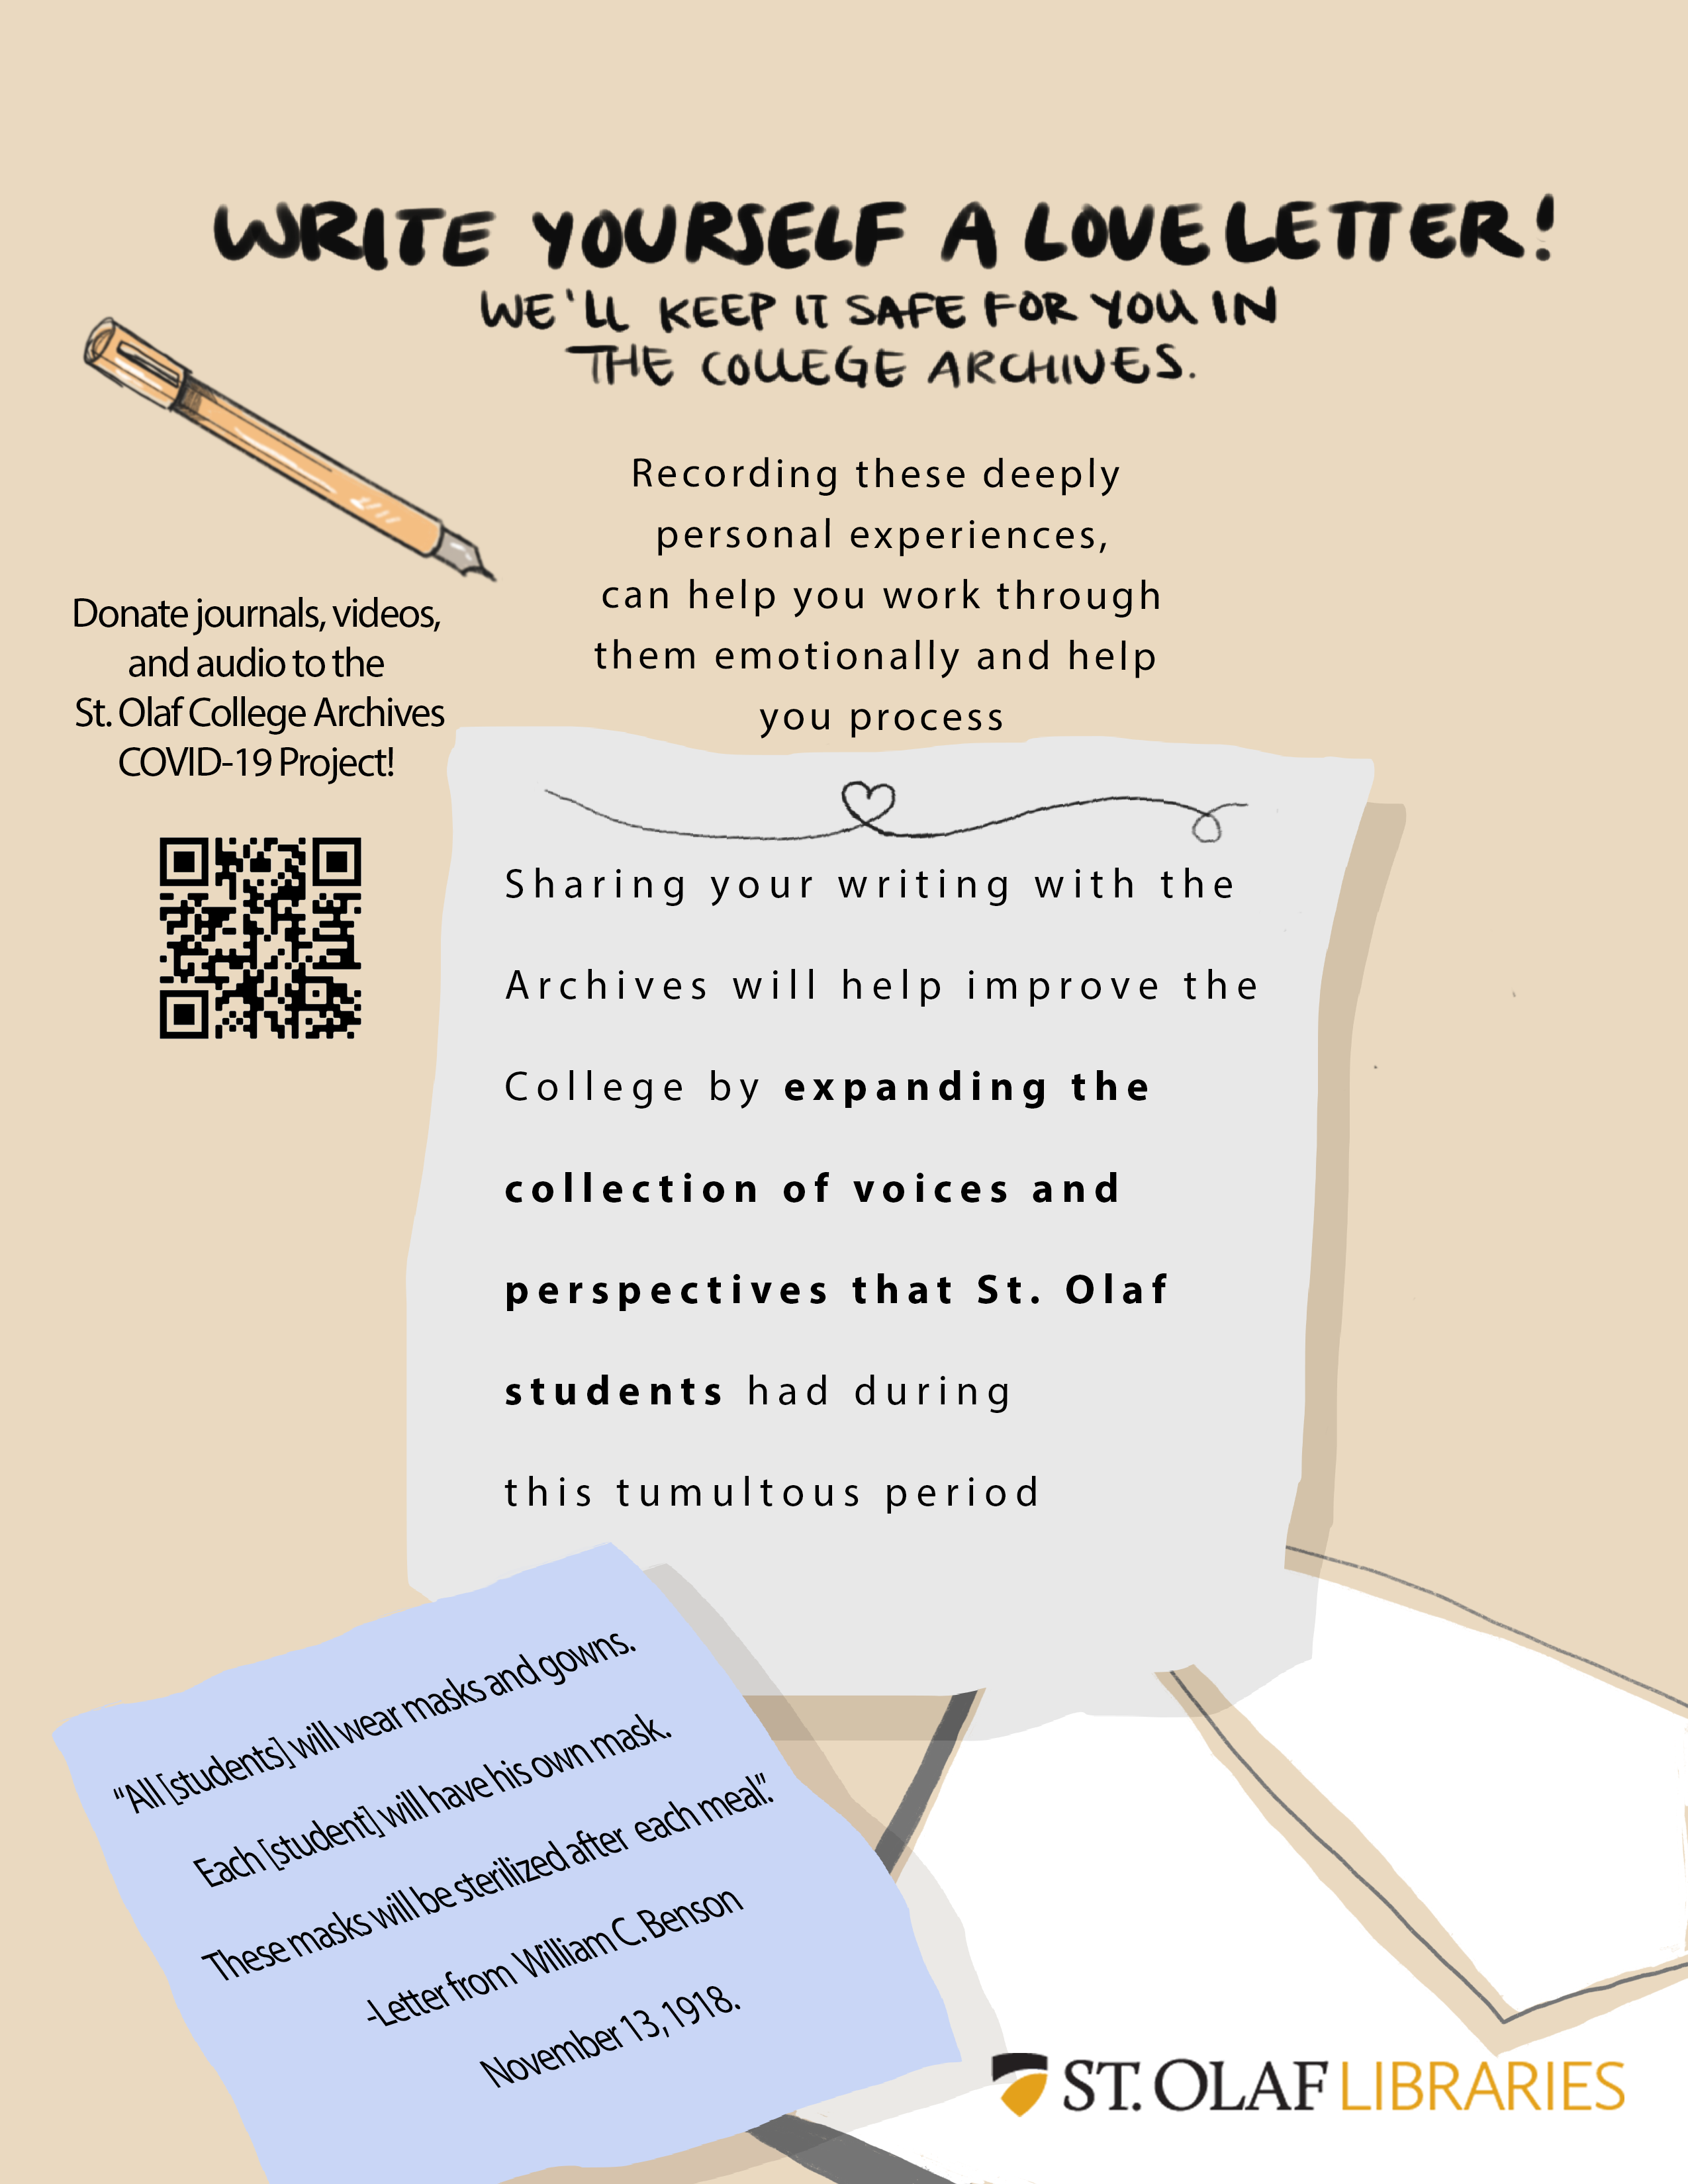 WRITE YOURSELF A LOVE LETTER!
WE'LL KEEP IT SAFE FOR YOU IN
THE COLLEGE ARCHIVES.
Recording these deeply
personal experiences,
can help you work through
them emotionally and help
you process
Donate journals, videos,
and audio to the
St. Olaf College Archives
COVID-19 Project!
Sharing your writing with the
Archives will help improve the
College by expanding the
collection of voices and
perspectives that St. Olaf
students had during
this tumultous period
“All [students] will wear masks and gowns.
Each [student] will have his own mask.
These masks will be sterilized after each meal”.
-Letter from William C. Benson
November 13, 1918.
ST. OLAF LIBRARIES